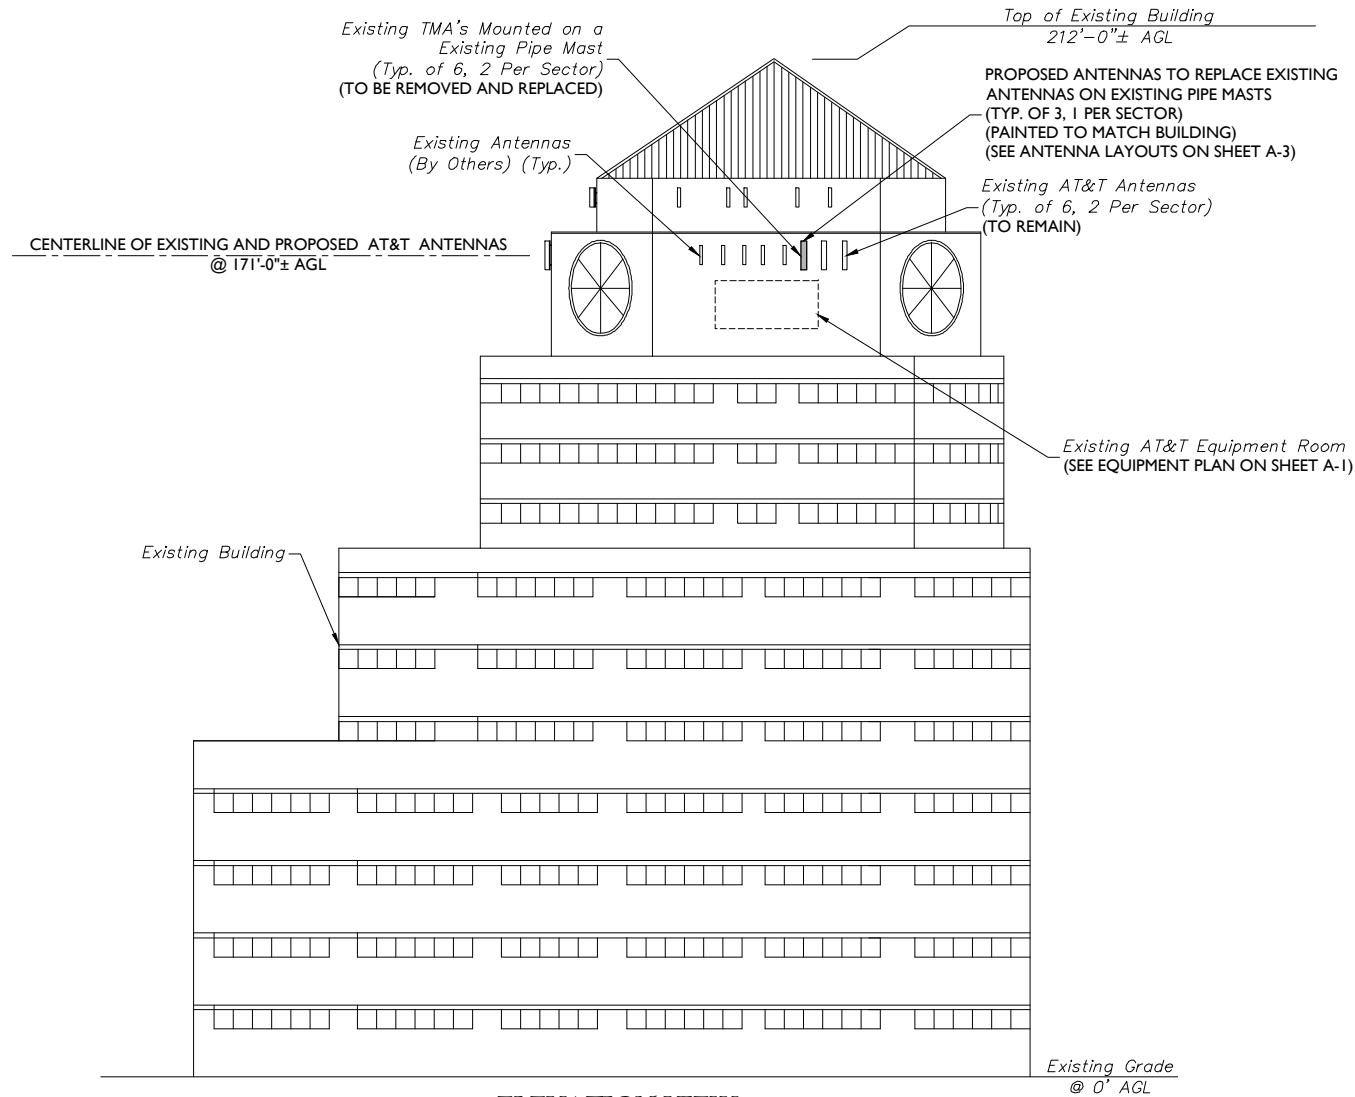 Top of Existing Building
212'-0"± AGL
Existing TMA's Mounted on a
Existing Pipe Mast
(Typ. of 6, 2 Per Sector)
(TO BE REMOVED AND REPLACED)
PROPOSED ANTENNAS TO REPLACE EXISTING
ANTENNAS ON EXISTING PIPE MASTS
(TYP. OF 3, 1 PER SECTOR)
(PAINTED TO MATCH BUILDING)
(SEE ANTENNA LAYOUTS ON SHEET A-3)
Existing Antennas
(By Others) (Typ.)
Existing AT&T Antennas
(Typ. of 6, 2 Per Sector)
(TO REMAIN)
CENTERLINE OF EXISTING AND PROPOSED AT&T ANTENNAS
@ 171'-0"± AGL
Existing AT&T Equipment Room
(SEE EQUIPMENT PLAN ON SHEET A-1)
Existing Building
Existing Grade
@ 0' AGL